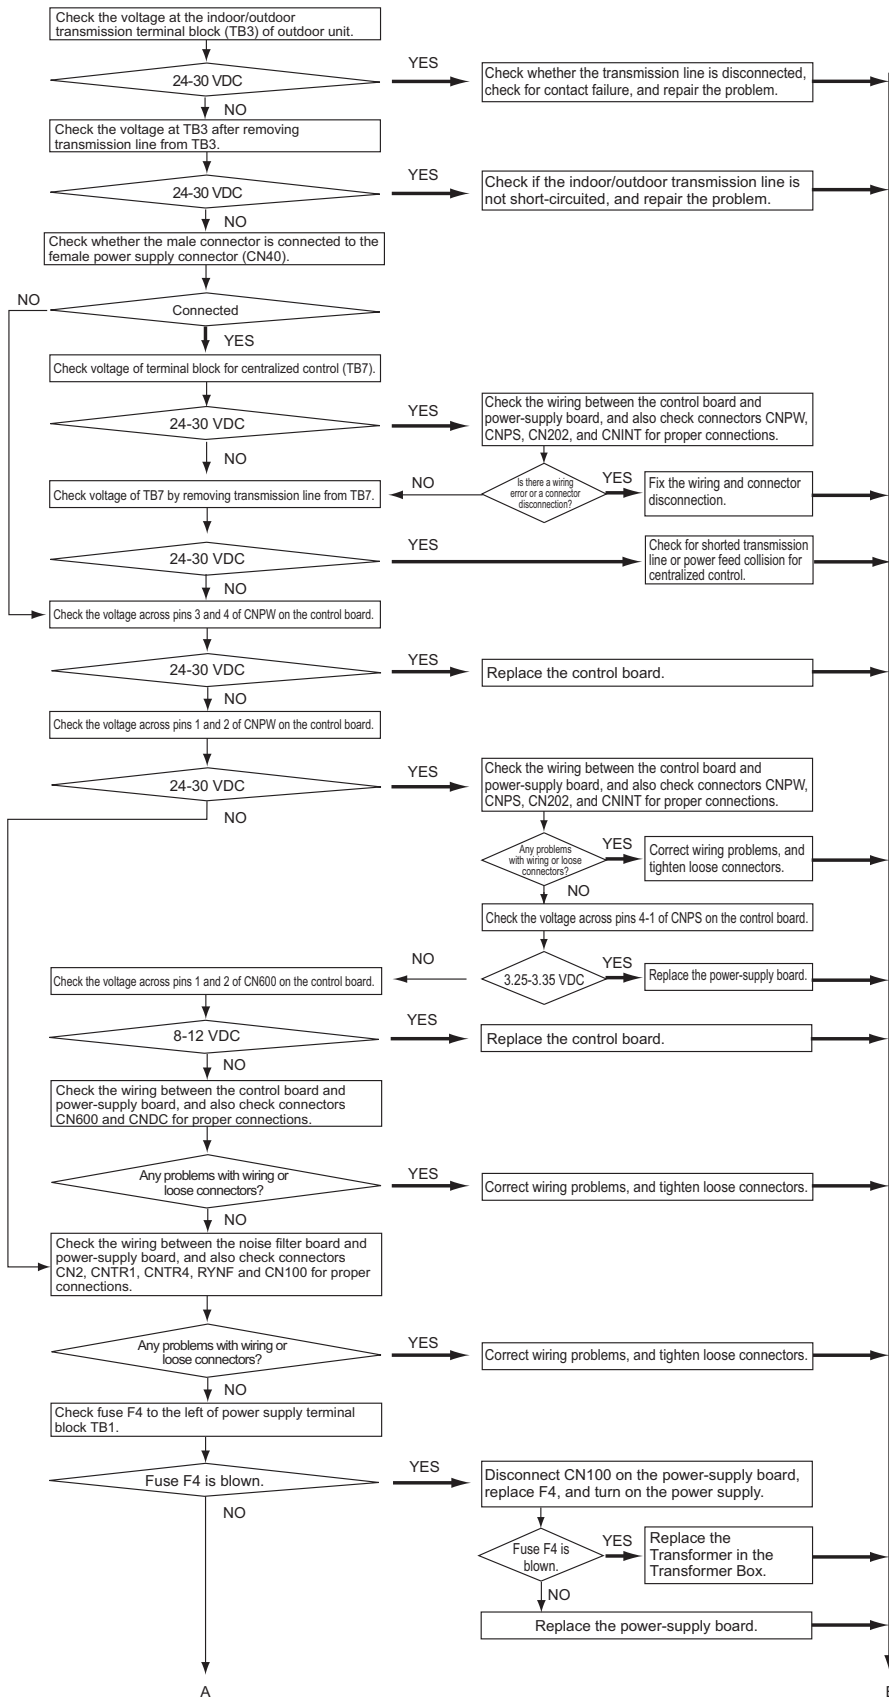 Check the voltage at the indoor/outdoor
transmission terminal block (TB3) of outdoor unit.
24-30 VDC
YES
Check whether the transmission line is disconnected,
check for contact failure, and repair the problem.
NO
Check the voltage at TB3 after removing
transmission line from TB3.
24-30 VDC
YES
Check if the indoor/outdoor transmission line is
not short-circuited, and repair the problem.
NO
Check whether the male connector is connected to the
female power supply connector (CN40).
NO
Connected
YES
Check voltage of terminal block for centralized control (TB7).
24-30 VDC
YES
Check the wiring between the control board and
power-supply board, and also check connectors CNPW,
CNPS, CN202, and CNINT for proper connections.
NO
Is there a wiring
error or a connector
disconnection?
YES
Fix the wiring and connector
disconnection.
NO
Check voltage of TB7 by removing transmission line from TB7.
24-30 VDC
YES
Check for shorted transmission
line or power feed collision for
centralized control.
NO
Check the voltage across pins 3 and 4 of CNPW on the control board.
24-30 VDC
YES
Replace the control board.
NO
Check the voltage across pins 1 and 2 of CNPW on the control board.
24-30 VDC
YES
Check the wiring between the control board and
power-supply board, and also check connectors CNPW,
CNPS, CN202, and CNINT for proper connections.
NO
Any problems
with wiring or loose
connectors?
YES
Correct wiring problems, and
tighten loose connectors.
NO
Check the voltage across pins 4-1 of CNPS on the control board.
3.25-3.35 VDC
YES
Replace the power-supply board.
NO
Check the voltage across pins 1 and 2 of CN600 on the control board.
8-12 VDC
YES
Replace the control board.
NO
Check the wiring between the control board and
power-supply board, and also check connectors
CN600 and CNDC for proper connections.
Any problems with wiring or
loose connectors?
YES
Correct wiring problems, and tighten loose connectors.
NO
Check the wiring between the noise filter board and
power-supply board, and also check connectors
CN2, CNTR1, CNTR4, RYNF and CN100 for proper
connections.
Any problems with wiring or
loose connectors?
YES
Correct wiring problems, and tighten loose connectors.
NO
Check fuse F4 to the left of power supply terminal
block TB1.
Fuse F4 is blown.
YES
Disconnect CN100 on the power-supply board,
replace F4, and turn on the power supply.
NO
Fuse F4 is
blown.
YES
Replace the
Transformer in the
Transformer Box.
NO
Replace the power-supply board.
A